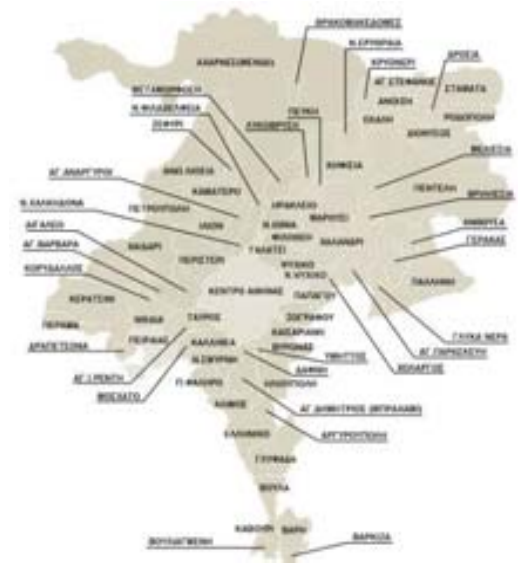 ΘΡΑΚΟΜΑΚΕΔΟΝΕΣ
Ν.ΕΡΥΘΡΑΙΑ
ΚΡΥΟΝΕΡΙ
ΔΡΟΣΙΑ
ΑΧΑΡΝΕΣ(ΜΕΝΙΔΙ)
ΑΓ.ΣΤΕΦΑΝΟΣ
ΣΤΑΜΑΤΑ
ΜΕΤΑΜΟΡΦΩΣΗ
ΠΕΥΚΗ
ΑΝΟΙΞΗ
Ν.ΦΙΛΑΔΕΛΦΕΙΑ
ΛΥΚΟΒΡΥΣΗ
ΕΚΑΛΗ
ΡΟΔΟΠΟΛΗ
ΖΕΦΥΡΙ
ΔΙΟΝΥΣΟΣ
ΜΕΛΙΣΣΙΑ
ΚΗΦΙΣΙΑ
ΑΝΩ ΛΙΟΣΙΑ
ΑΓ.ΑΝΑΡΓΥΡΟΙ
ΚΑΜΑΤΕΡΟ
ΠΕΝΤΕΛΗ
ΗΡΑΚΛΕΙΟ
ΒΡΙΛΗΣΣΙΑ
Ν.ΧΑΛΚΗΔΟΝΑ
ΠΕΤΡΟΥΠΟΛΗ
ΜΑΡΟΥΣΙ
ΙΛΙΟΝ
Ν.ΙΩΝΙΑ
ΑΝΘΟΥΣΑ
ΑΙΓΑΛΕΩ
ΦΙΛΟΘΕΗ
ΧΑΛΑΝΔΡΙ
ΓΕΡΑΚΑΣ
ΑΓ.ΒΑΡΒΑΡΑ
ΧΑΙΔΑΡΙ
ΓΑΛΑΤΣΙ
ΠΕΡΙΣΤΕΡΙ
ΨΥΧΙΚΟ
ΚΟΡΥΔΑΛΛΟΣ
Ν.ΨΥΧΙΚΟ
ΠΑΛΛΗΝΗ
ΚΕΝΤΡΟ ΑΘΗΝΑΣ
ΠΑΠΑΓΟΥ
ΚΕΡΑΤΣΙΝΙ
ΖΩΓΡΑΦΟΥ
ΠΕΡΑΜΑ
ΝΙΚΑΙΑ
ΤΑΥΡΟΣ
ΚΑΙΣΑΡΙΑΝΗ
ΓΛΥΚΑ ΝΕΡΑ
ΔΡΑΠΕΤΣΩΝΑ
ΠΕΙΡΑΙΑΣ
ΚΑΛΛΙΘΕΑ
ΒΥΡΩΝΑΣ
ΑΓ.ΠΑΡΑΣΚΕΥΗ
Ν.ΣΜΥΡΝΗ
ΥΜΗΤΤΟΣ
ΧΟΛΑΡΓΟΣ
ΔΑΦΝΗ
ΑΓ.Ι.ΡΕΝΤΗ
Π.ΦΑΛΗΡΟ
ΗΛΙΟΥΠΟΛΗ
ΜΟΣΧΑΤΟ
ΑΛΙΜΟΣ
ΑΓ.ΔΗΜΗΤΡΙΟΣ (ΜΠΡΑΧΑΜΙ)
ΕΛΛΗΝΙΚΟ
ΑΡΓΥΡΟΥΠΟΛΗ
ΓΛΥΦΑΔΑ
ΒΟΥΛΑ
ΚΑΒΟΥΡΙ
ΒΑΡΗ
ΒΟΥΛΙΑΓΜΕΝΗ
ΒΑΡΚΙΖΑ